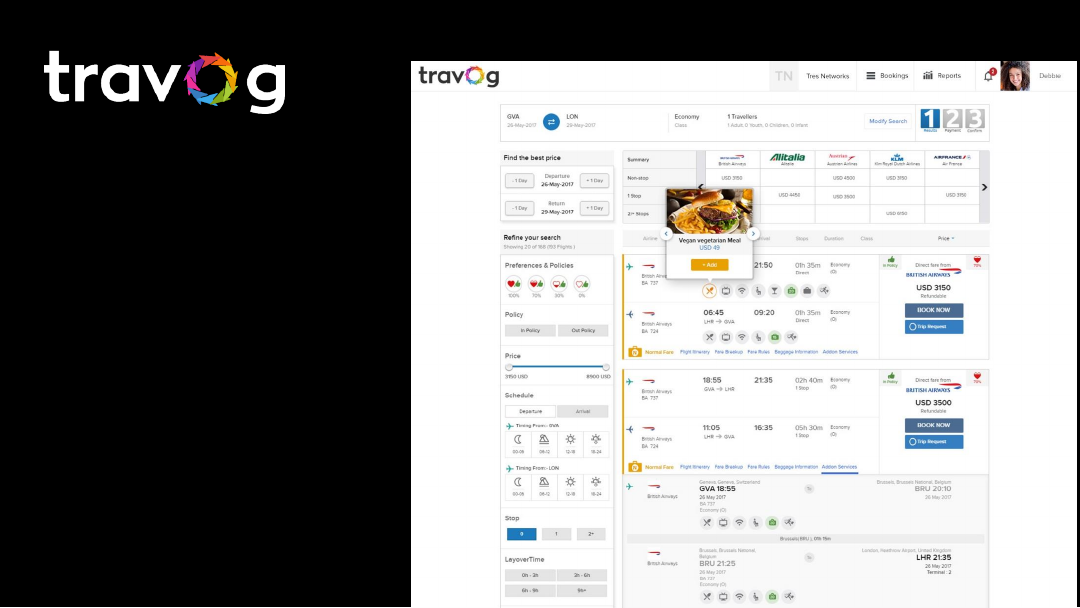 travog
travog
TN
Tres Networks
Bookings
Reports
2
Debbie
GVA
26-May-2017
LON
29-May-2017
Economy
Class
1 Travellers
1 Adult, 0 Youth, 0 Children, 0 Infant
Modify Search
1 2 3
Results Payment Confirm
Find the best price
Departure
- 1 Day 26-May-2017 + 1 Day
Return
- 1 Day 29-May-2017 + 1 Day
Summary
British Airways
Alitalia
Alitalia
Austrian
Austrian Airlines
KLM
Klm Royal Dutch Airlines
AIRFRANCE
Air France
Non-stop USD 3150 USD 4500 USD 3150
1 Stop USD 4450 USD 3500 USD 3150
2+ Stops USD 6150
Refine your search
Showing 20 of 168 (193 Flights )
Preferences & Policies
100% 70% 30% 0%
Policy
In Policy Out Policy
Price
3150 USD 8900 USD
Schedule
Departure Arrival
Timing From:- GVA
00-06 06-12 12-18 18-24
Timing From:- LON
00-06 06-12 12-18 18-24
Stop
0 1 2+
LayoverTime
0h - 2h 2h - 6h
6h - 9h 9h+
Airline Stops Duration Class Price
Vegan vegetarian Meal
USD 49
+ Add
British Airways
BA 737
21:50
01h 35m
Direct
Economy
(O)
06:45
LHR → GVA
09:20
01h 35m
Direct
Economy
(O)
British Airways
BA 724
Normal Fare Flight Itinerary Fare Breakup Fare Rules Baggage Information Addon Services
In Policy
Direct fare from
BRITISH AIRWAYS
70%
USD 3150
Refundable
BOOK NOW
Trip Request
British Airways
BA 737
18:55
GVA → LHR
21:35
02h 40m
1 Stop
Economy
(O)
British Airways
BA 724
11:05
LHR → GVA
16:35
05h 30m
1 Stop
Economy
(O)
Normal Fare Flight Itinerary Fare Breakup Fare Rules Baggage Information Addon Services
In Policy
Direct fare from
BRITISH AIRWAYS
70%
USD 3500
Refundable
BOOK NOW
Trip Request
British Airways
Geneva, Geneva, Switzerland
GVA 18:55
26 May 2017
BA 737
Economy (O)
To
Brussels, Brussels National, Belgium
BRU 20:10
26 May 2017
British Airways
Brussels, Brussels National,
Belgium
BRU 21:25
26 May 2017
BA 737
Economy (O)
To
London, Heathrow Airport, United Kingdom
LHR 21:35
26 May 2017
Terminal : 2